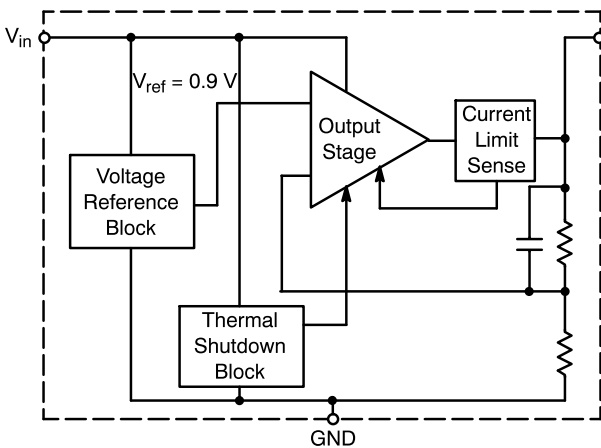 Vin
Vref = 0.9 V
Output
Stage
Current
Limit
Sense
Voltage
Reference
Block
Thermal
Shutdown
Block
GND